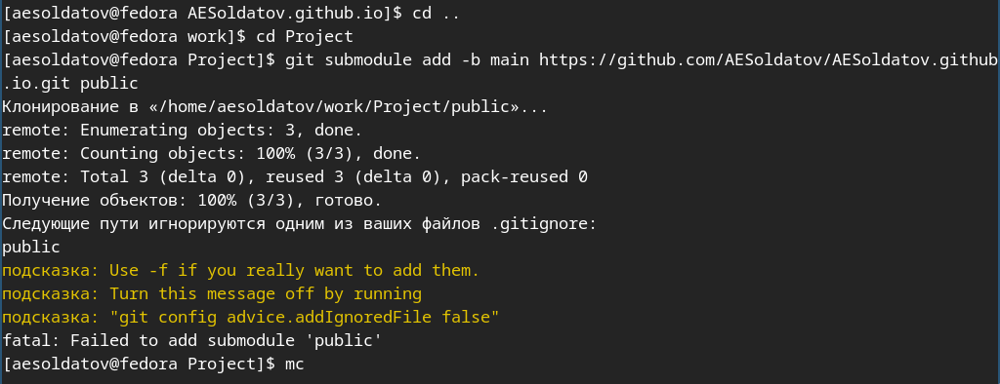 [aesoldatov@fedora AESoldatov.github.io]$ cd ..
[aesoldatov@fedora work]$ cd Project
[aesoldatov@fedora Project]$ git submodule add -b main https://github.com/AESoldatov/AESoldatov.github
.io.git public
Клонирование в «/home/aesoldatov/work/Project/public»...
remote: Enumerating objects: 3, done.
remote: Counting objects: 100% (3/3), done.
remote: Total 3 (delta 0), reused 3 (delta 0), pack-reused 0
Получение объектов: 100% (3/3), готово.
Следующие пути игнорируются одним из ваших файлов .gitignore:
public
подсказка: Use -f if you really want to add them.
подсказка: Turn this message off by running
подсказка: "git config advice.addIgnoredFile false"
fatal: Failed to add submodule 'public'
[aesoldatov@fedora Project]$ mc